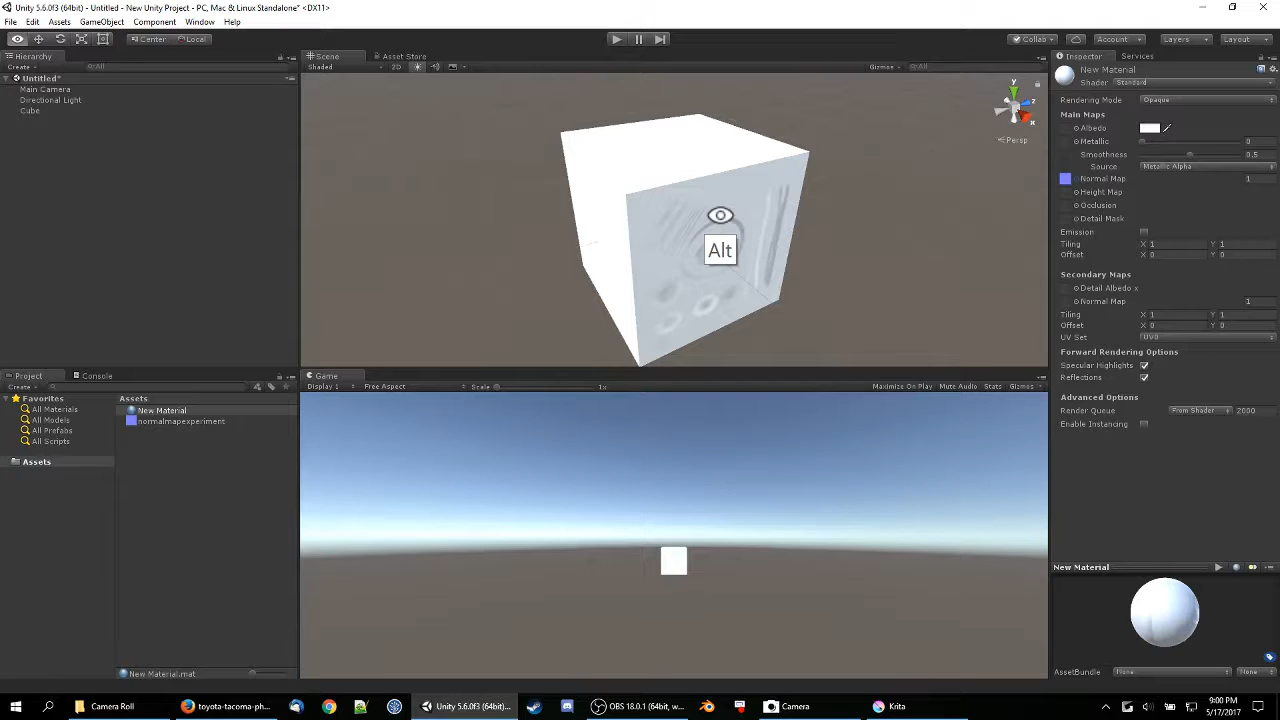 Unity 5.6.0f3 (64bit) - Untitled - New Unity Project - PC, Mac & Linux Standalone* <DX11>
File Edit Assets GameObject Component Window Help
Center Local Collab Account Layers Layout
Hierarchy Scene Asset Store Inspector Services
Create All Shaded 2D Gizmos All New Material
Untitled* Shader Standard
Main Camera
Directional Light
Cube
y
z
x
Persp
Alt
Rendering Mode Opaque
Main Maps
Albedo
Metallic 0
Smoothness 0.5
Source Metallic Alpha
Normal Map 1
Height Map
Occlusion
Detail Mask
Emission
Tiling X 1 Y 1
Offset X 0 Y 0
Secondary Maps
Detail Albedo x
Normal Map 1
Tiling X 1 Y 1
Offset X 0 Y 0
UV Set UV0
Forward Rendering Options
Specular Highlights
Reflections
Advanced Options
Render Queue From Shader 2000
Enable Instancing
Project Console Game
Create Display 1 Free Aspect Scale 1x Maximize On Play Mute Audio Stats Gizmos
Favorites
All Materials
All Models
All Prefabs
All Scripts
Assets
Assets
New Material
normalmapexperiment
New Material.mat
New Material
AssetBundle None None
Camera Roll toyota-tacoma-ph... Unity 5.6.0f3 (64bit)... OBS 18.0.1 (64bit, w... Camera Krita
9:00 PM
5/17/2017